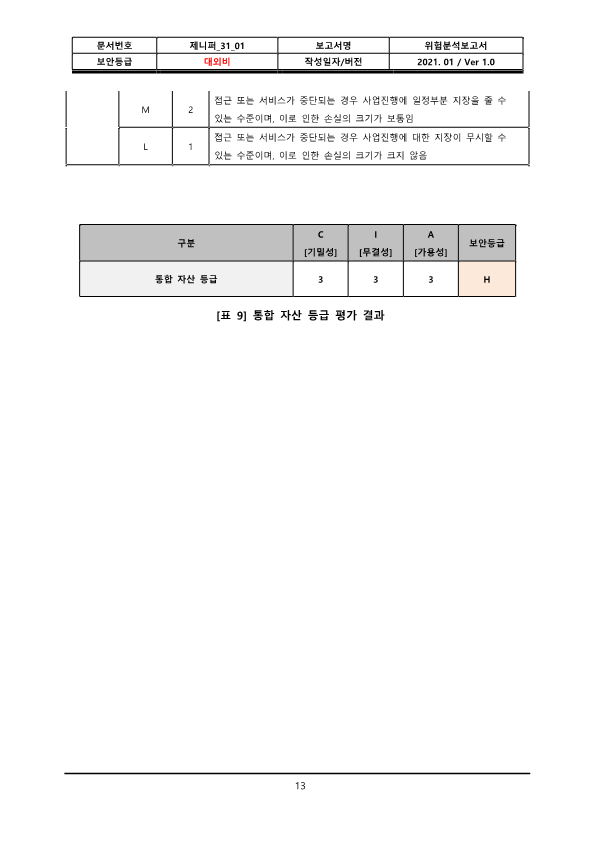 문서번호 제니퍼_31_01 보고서명 위험분석보고서
보안등급 대외비 작성일자/버전 2021. 01 / Ver 1.0
M 2 접근 또는 서비스가 중단되는 경우 사업진행에 일정부분 지장을 줄 수
있는 수준이며, 이로 인한 손실의 크기가 보통임
L 1 접근 또는 서비스가 중단되는 경우 사업진행에 대한 지장이 무시할 수
있는 수준이며, 이로 인한 손실의 크기가 크지 않음
구분 C I A 보안등급
[기밀성] [무결성] [가용성]
통합 자산 등급 3 3 3 H
[표 9] 통합 자산 등급 평가 결과
13